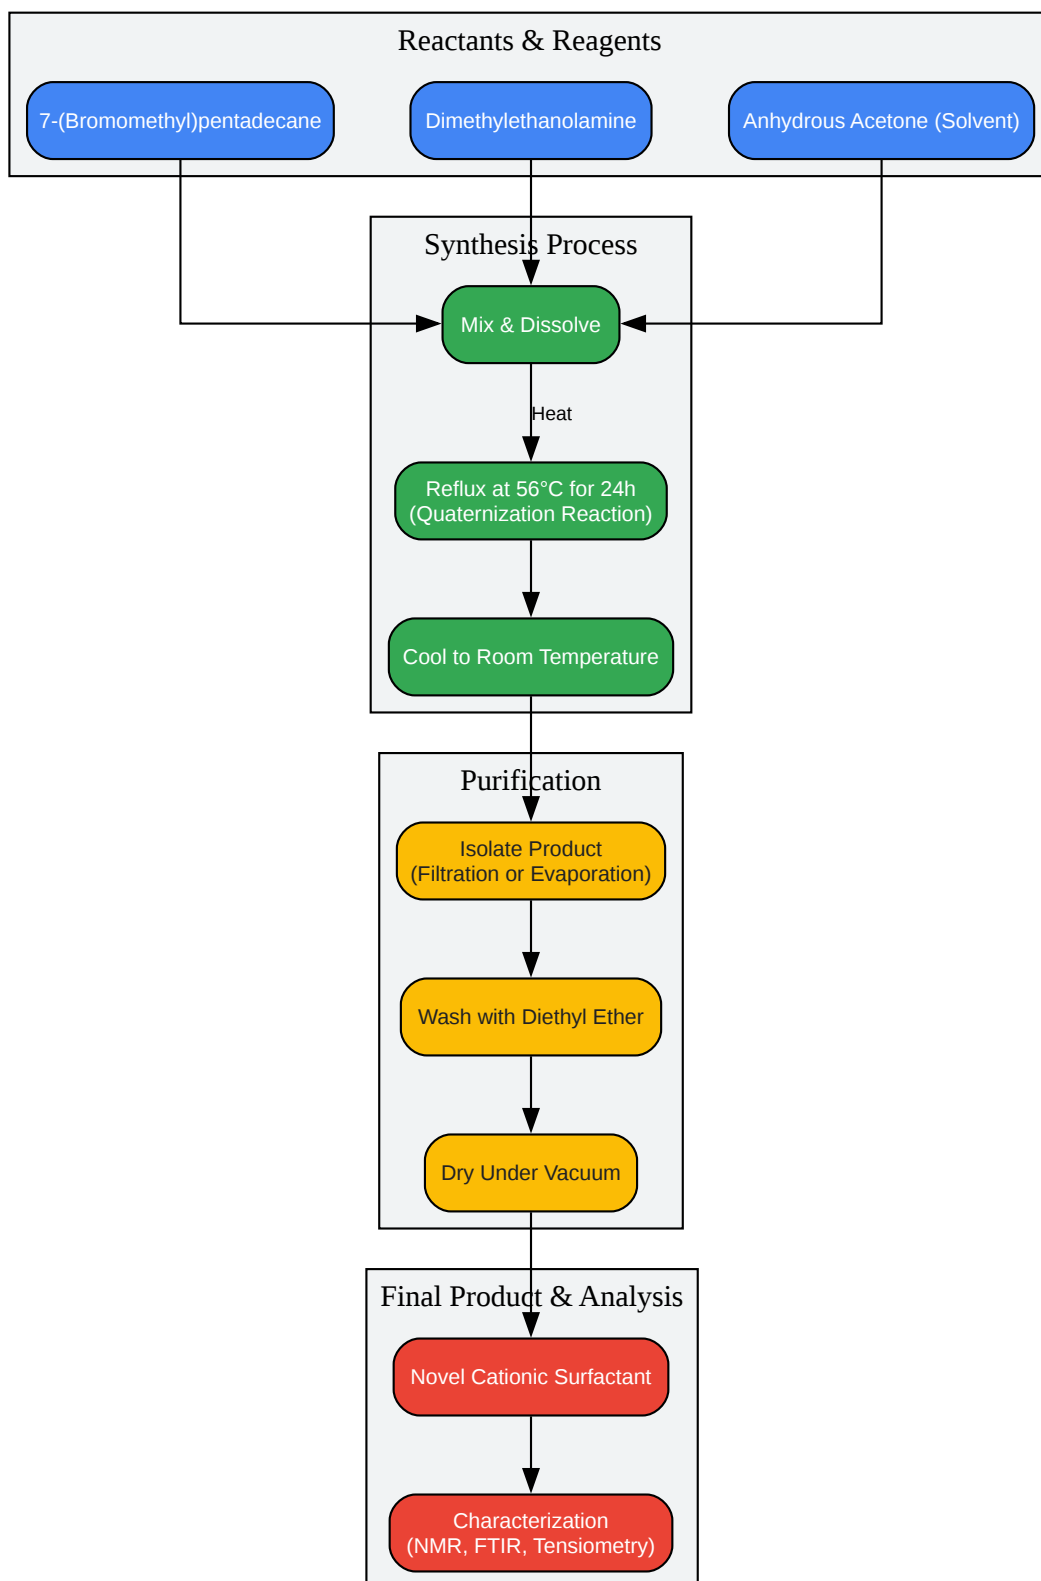 Reactants & Reagents
7-(Bromomethyl)pentadecane
Dimethylethanolamine
Anhydrous Acetone (Solvent)
Synthesis Process
Mix & Dissolve
Heat
Reflux at 56°C for 24h
(Quaternization Reaction)
Cool to Room Temperature
Purification
Isolate Product
(Filtration or Evaporation)
Wash with Diethyl Ether
Dry Under Vacuum
Final Product & Analysis
Novel Cationic Surfactant
Characterization
(NMR, FTIR, Tensiometry)